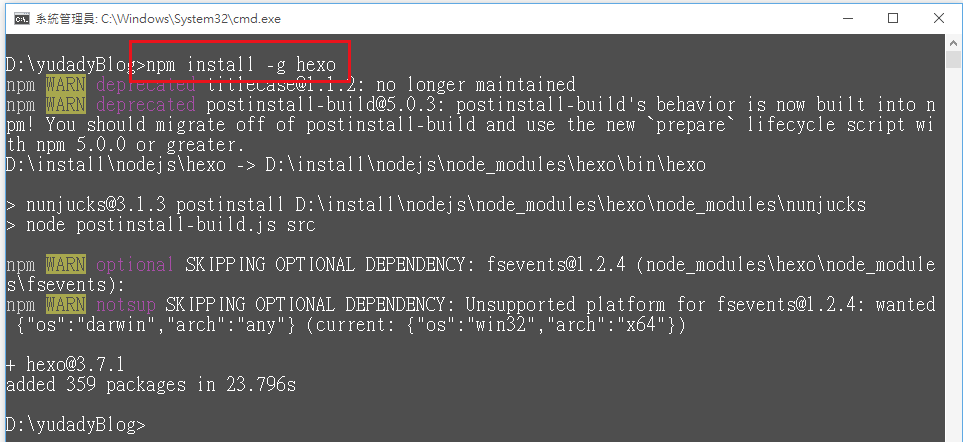 系統管理員: C:\Windows\System32\cmd.exe
D:\yudadyBlog>npm install -g hexo
npm WARN deprecated titlecase@1.1.2: no longer maintained
npm WARN deprecated postinstall-build@5.0.3: postinstall-build's behavior is now built into n
pm! You should migrate off of postinstall-build and use the new `prepare` lifecycle script wi
th npm 5.0.0 or greater.
D:\install\nodejs\hexo -> D:\install\nodejs\node_modules\hexo\bin\hexo
> nunjucks@3.1.3 postinstall D:\install\nodejs\node_modules\hexo\node_modules\nunjucks
> node postinstall-build.js src
npm WARN optional SKIPPING OPTIONAL DEPENDENCY: fsevents@1.2.4 (node_modules\hexo\node_module
s\fsevents):
npm WARN notsup SKIPPING OPTIONAL DEPENDENCY: Unsupported platform for fsevents@1.2.4: wanted
 {"os":"darwin","arch":"any"} (current: {"os":"win32","arch":"x64"})
+ hexo@3.7.1
added 359 packages in 23.796s
D:\yudadyBlog>